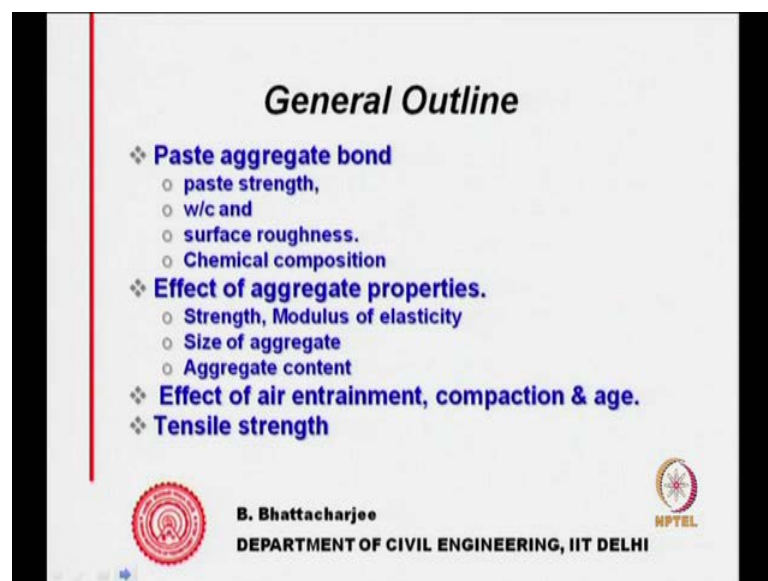 General Outline
❖ Paste aggregate bond
o paste strength,
o w/c and
o surface roughness.
o Chemical composition
❖ Effect of aggregate properties.
o Strength, Modulus of elasticity
o Size of aggregate
o Aggregate content
❖ Effect of air entrainment, compaction & age.
❖ Tensile strength
NPTEL
B. Bhattacharjee
DEPARTMENT OF CIVIL ENGINEERING, IIT DELHI